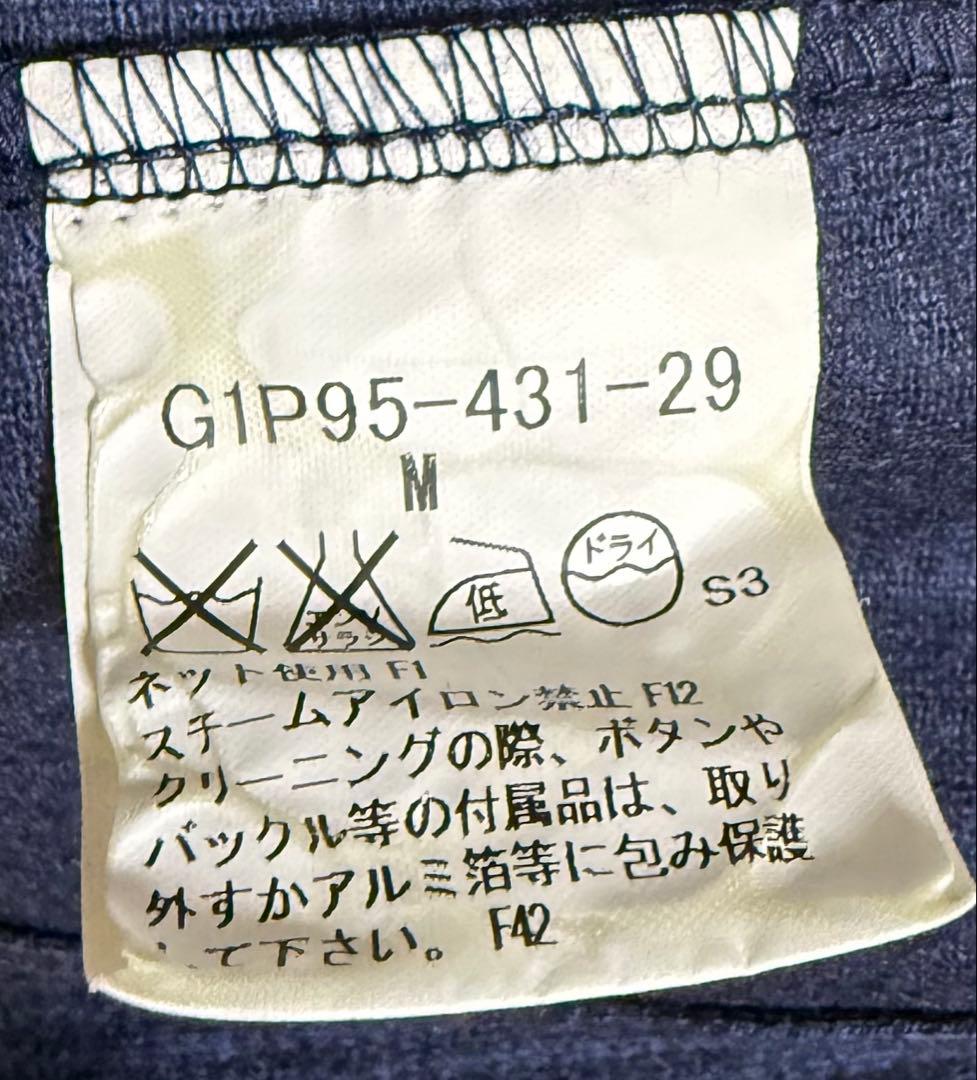 G1P95-431-29
M
低 ドライ S3
ネット使用 F1
スチームアイロン禁止 F12
クリーニングの際、ボタンや
バックル等の付属品は、取り
外すかアルミ箔等に包み保護
して下さい。 F42